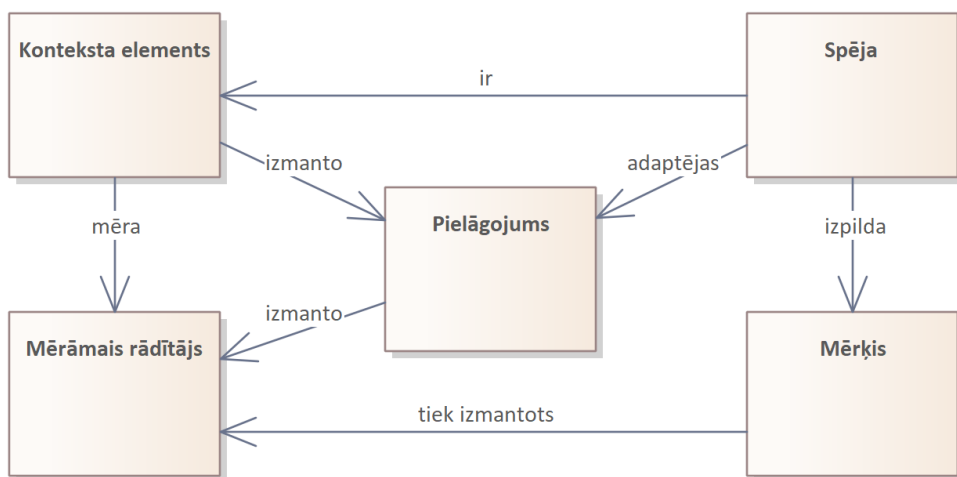 Konteksta elements
Spēja
ir
izmanto
adaptējas
mēra
Pielāgojums
izpilda
izmanto
Mērāmais rādītājs
Mērķis
tiek izmantots